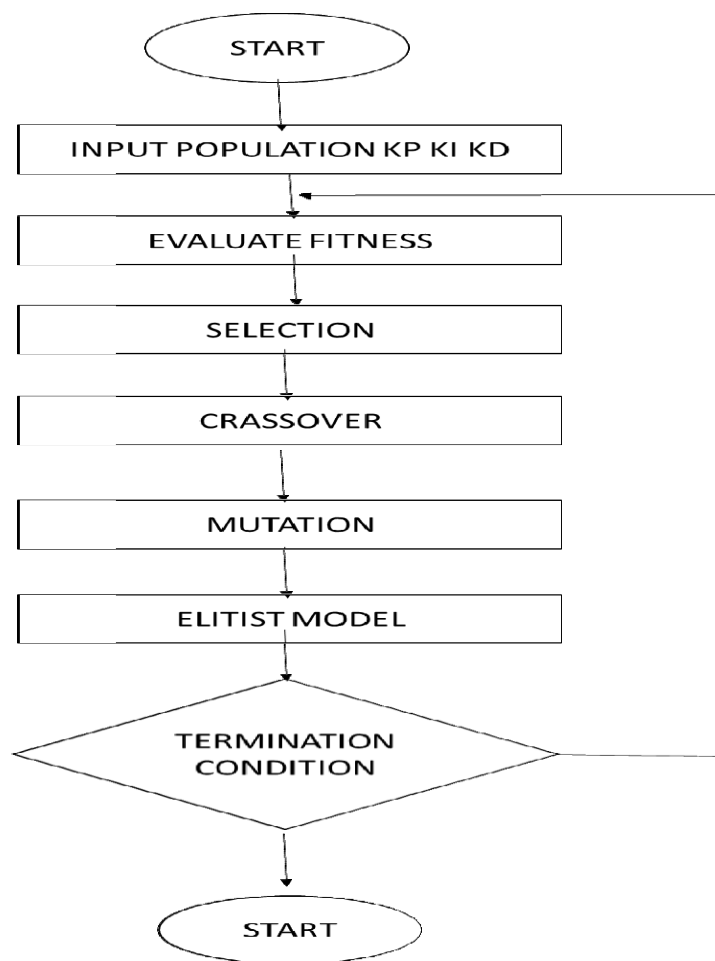 START
INPUT POPULATION KP KI KD
EVALUATE FITNESS
SELECTION
CRASSOVER
MUTATION
ELITIST MODEL
TERMINATION
CONDITION
START